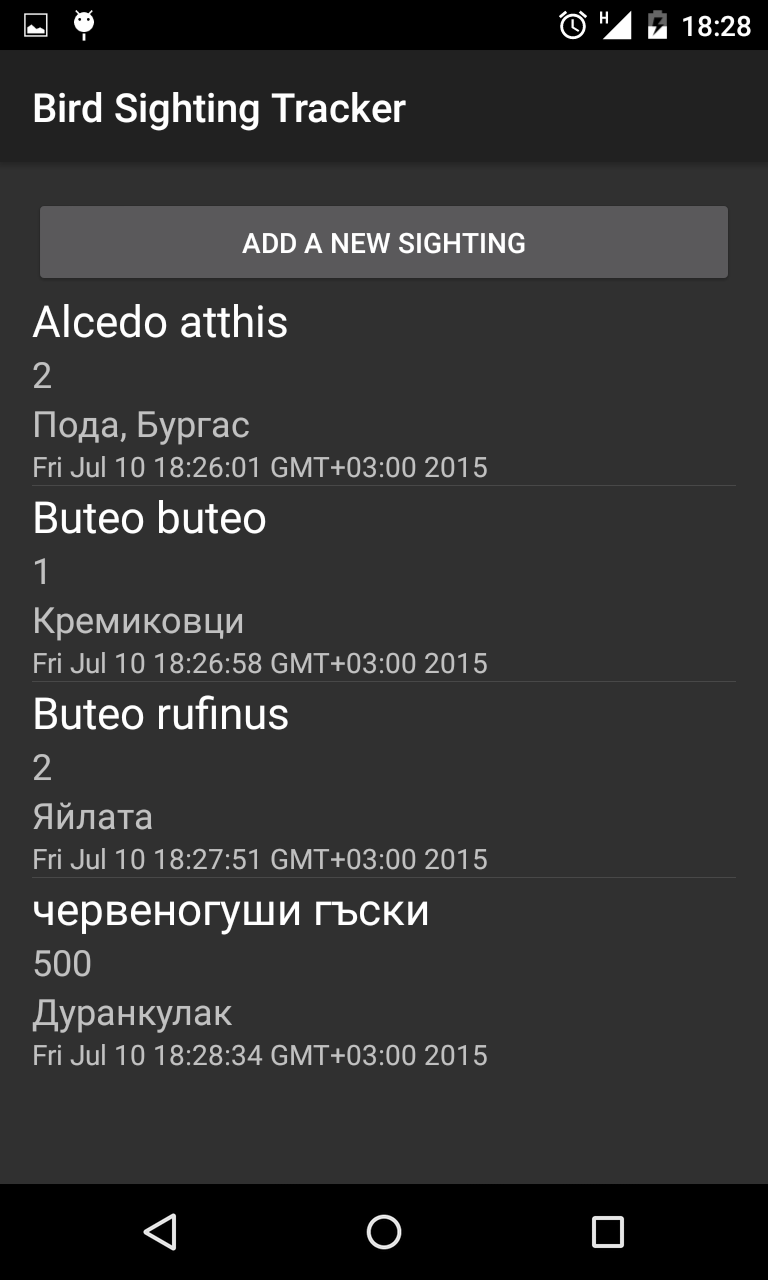 H 18:28
Bird Sighting Tracker
ADD A NEW SIGHTING
Alcedo atthis
2
Пода, Бургас
Fri Jul 10 18:26:01 GMT+03:00 2015
Buteo buteo
1
Кремиковци
Fri Jul 10 18:26:58 GMT+03:00 2015
Buteo rufinus
2
Яйлата
Fri Jul 10 18:27:51 GMT+03:00 2015
червеногуши гъски
500
Дуранкулак
Fri Jul 10 18:28:34 GMT+03:00 2015